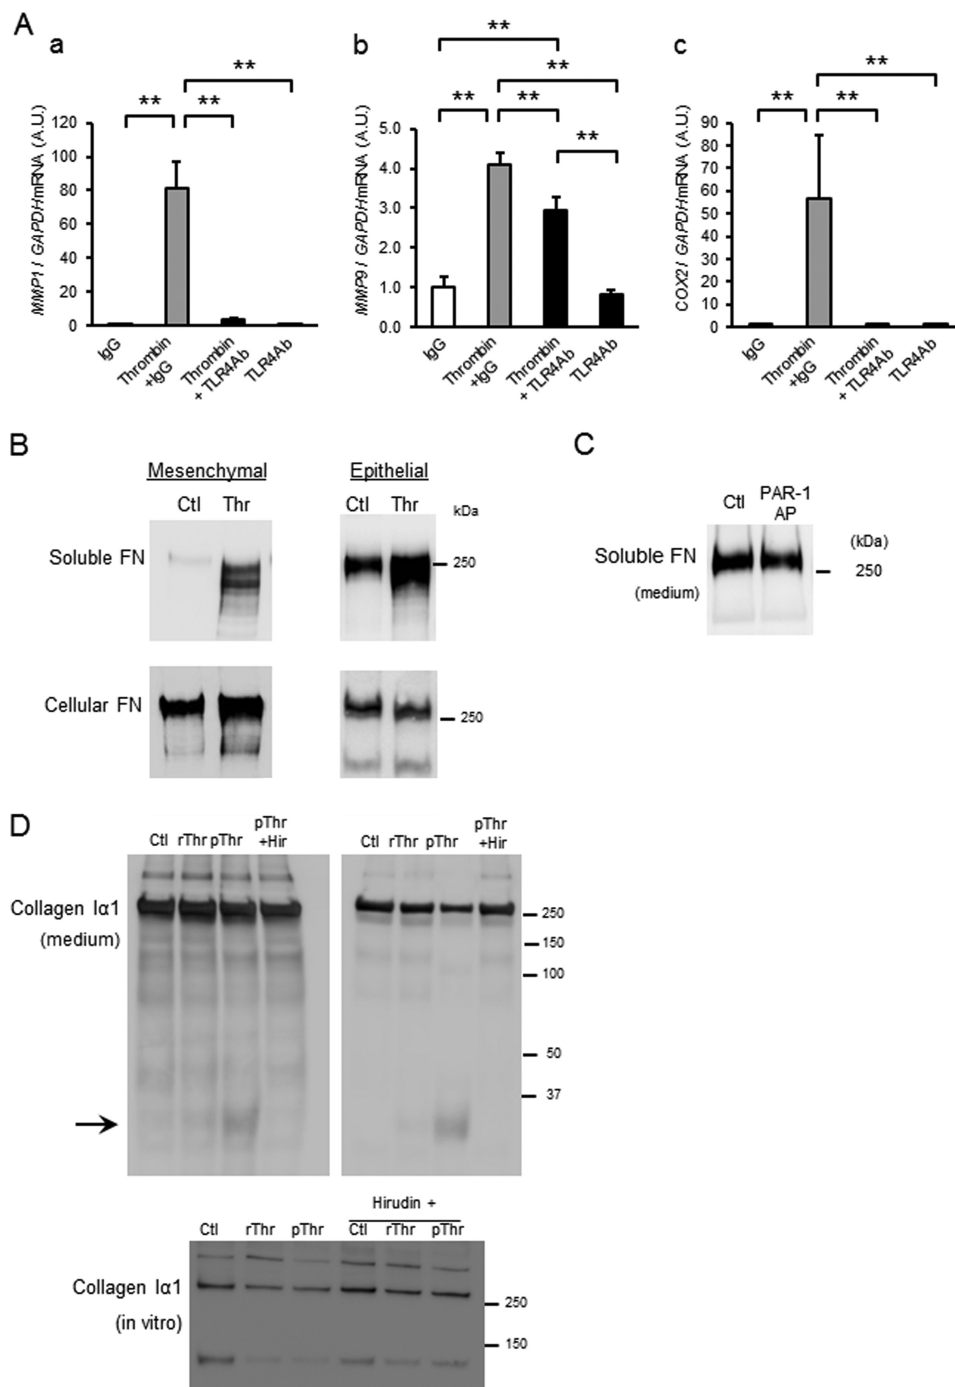 A
a
b
c
**
**
**
**
**
**
**
**
**
**
**
MMP1 / GAPDH mRNA (A.U.)
120
100
80
60
40
20
0
IgG
Thrombin
+IgG
Thrombin
+ TLR4Ab
TLR4Ab
MMP9 / GAPDH mRNA (A.U.)
5.0
4.0
3.0
2.0
1.0
0.0
IgG
Thrombin
+IgG
Thrombin
+ TLR4Ab
TLR4Ab
COX2 / GAPDH mRNA (A.U.)
90
80
70
60
50
40
30
20
10
0
IgG
Thrombin
+IgG
Thrombin
+ TLR4Ab
TLR4Ab
B
Mesenchymal
Epithelial
Ctl Thr
Ctl Thr
kDa
Soluble FN
250
Cellular FN
250
C
Ctl
PAR-1
AP
Soluble FN
(medium)
(kDa)
250
D
Ctl rThr pThr pThr
+Hir
Ctl rThr pThr pThr
+Hir
Collagen Iα1
(medium)
250
150
100
50
37
Hirudin +
Ctl rThr pThr Ctl rThr pThr
Collagen Iα1
(in vitro)
250
150